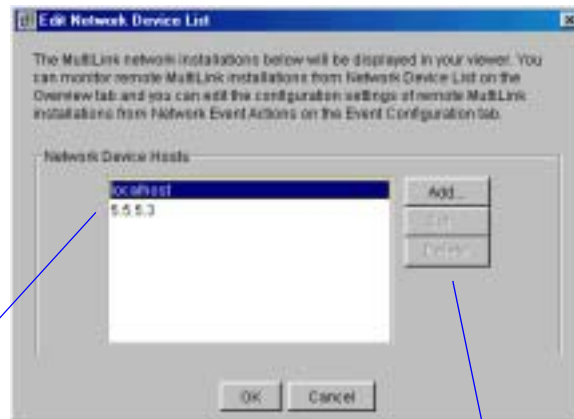 Edit Network Device List
The MultiLink network installations below will be displayed in your viewer. You
can monitor remote MultiLink installations from Network Device List on the
Overview tab and you can edit the configuration settings of remote MultiLink
installations from Network Event Actions on the Event Configuration tab.
Network Device Hosts
localhost
5.5.5.3
Add...
Edit...
Delete
OK
Cancel